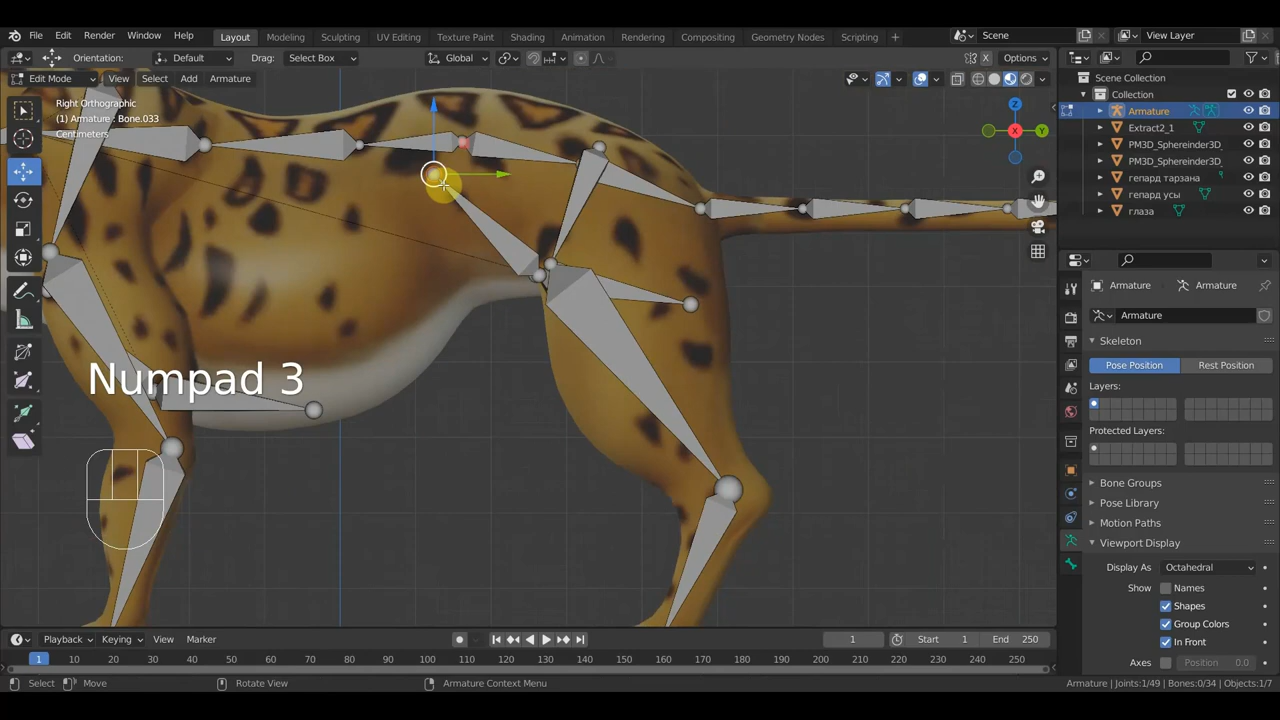 File Edit Render Window Help Layout Modeling Sculpting UV Editing Texture Paint Shading Animation Rendering Compositing Geometry Nodes Scripting + Scene View Layer
Orientation: Default Drag: Select Box Global Options
Edit Mode View Select Add Armature
Right Orthographic
(1) Armature : Bone.033
Centimeters
Z
X
Y
Numpad 3
Scene Collection
Collection
Armature
Extract2_1
PM3D_Sphereinder3D_
PM3D_Sphereinder3D_
гепард тарзана
гепард усы
глаза
Armature Armature
Armature
Skeleton
Pose Position Rest Position
Layers:
Protected Layers:
Bone Groups
Pose Library
Motion Paths
Viewport Display
Display As Octahedral
Show Names
Shapes
Group Colors
In Front
Axes Position 0.0
Playback Keying View Marker 1 Start 1 End 250
1 10 20 30 40 50 60 70 80 90 100 110 120 130 140 150 160 170 180 190 200 210 220 230 240 250
Select Move Rotate View Armature Context Menu Armature | Joints:1/49 | Bones:0/34 | Objects:1/7